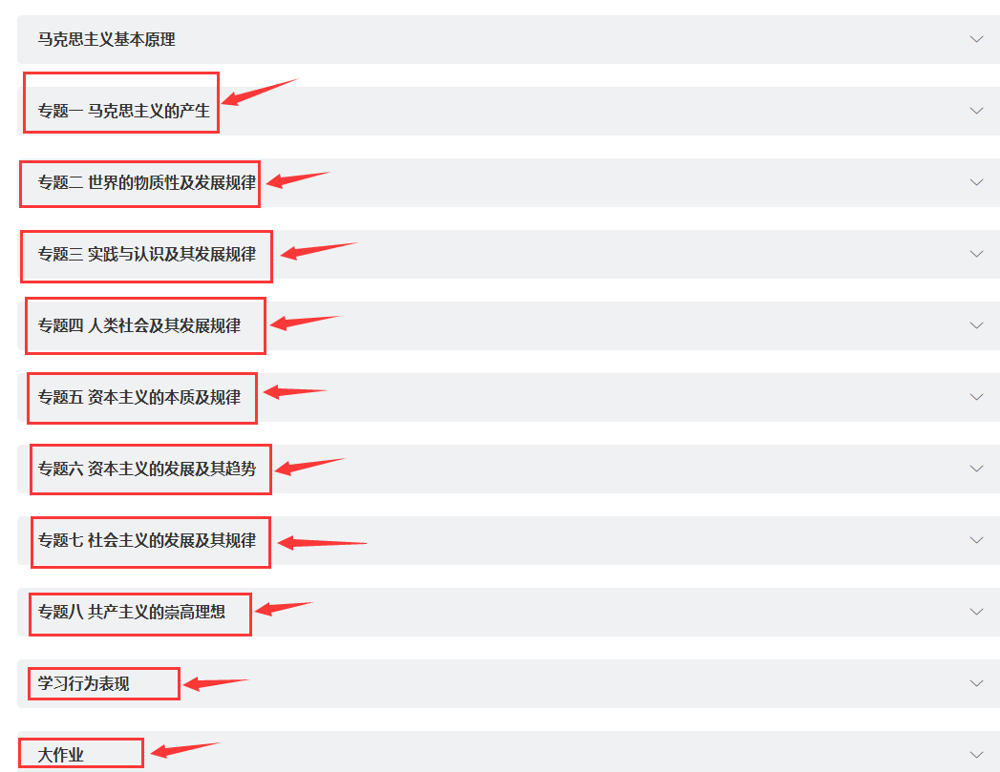 马克思主义基本原理
专题一 马克思主义的产生
专题二 世界的物质性及发展规律
专题三 实践与认识及其发展规律
专题四 人类社会及其发展规律
专题五 资本主义的本质及规律
专题六 资本主义的发展及其趋势
专题七 社会主义的发展及其规律
专题八 共产主义的崇高理想
学习行为表现
大作业